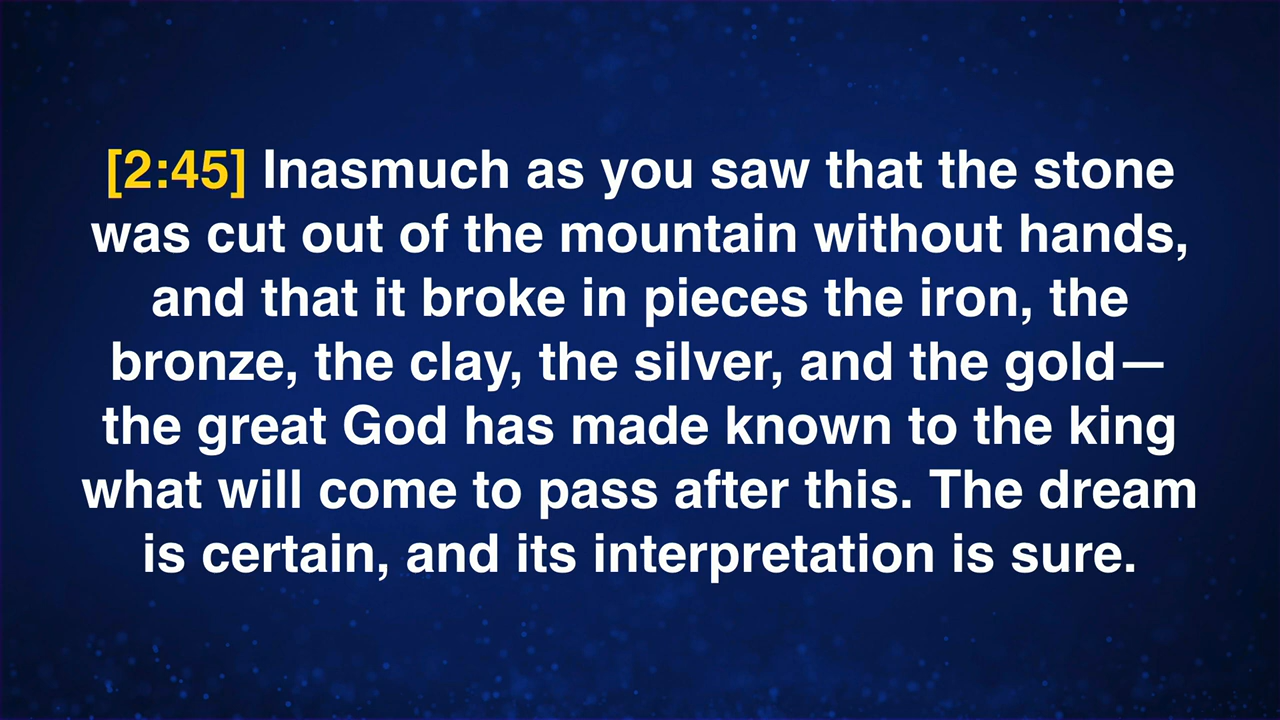 [2:45] Inasmuch as you saw that the stone
was cut out of the mountain without hands,
and that it broke in pieces the iron, the
bronze, the clay, the silver, and the gold—
the great God has made known to the king
what will come to pass after this. The dream
is certain, and its interpretation is sure.